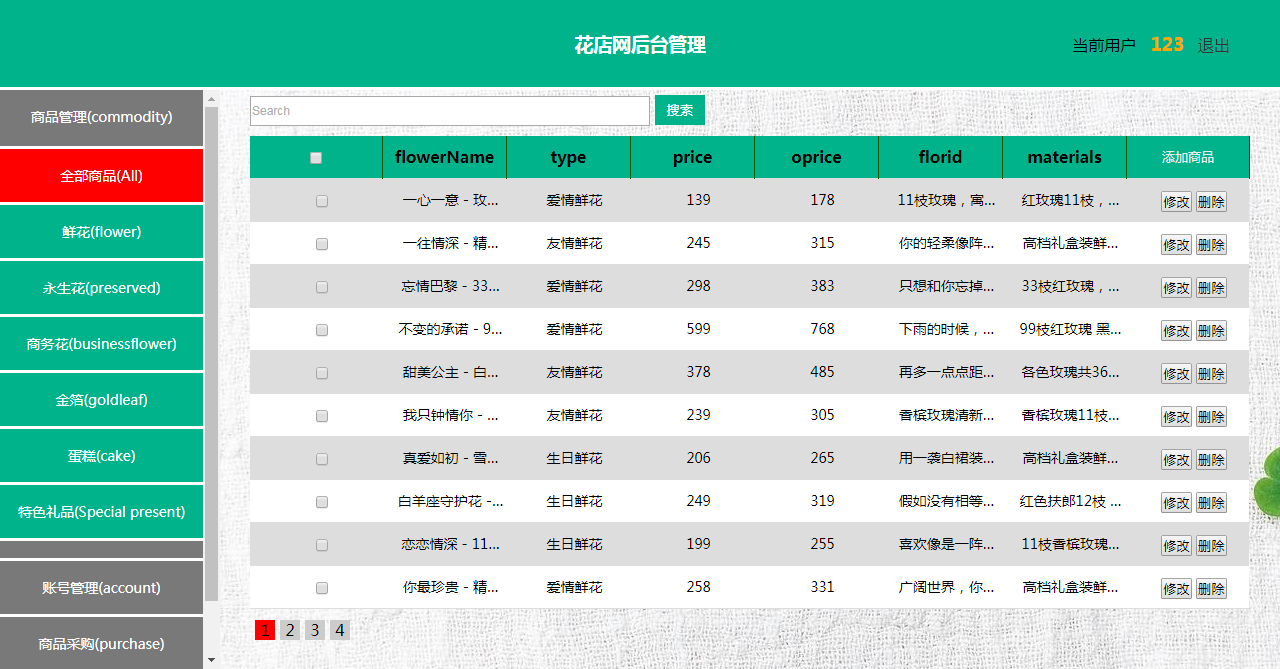 花店网后台管理
当前用户 123 退出
商品管理(commodity)
全部商品(All)
鲜花(flower)
永生花(preserved)
商务花(businessflower)
金箔(goldleaf)
蛋糕(cake)
特色礼品(Special present)
账号管理(account)
商品采购(purchase)
Search 搜索
flowerName type price oprice florid materials 添加商品
一心一意 - 玫... 爱情鲜花 139 178 11枝玫瑰，寓... 红玫瑰11枝，... 修改 删除
一往情深 - 精... 友情鲜花 245 315 你的轻柔像阵... 高档礼盒装鲜... 修改 删除
忘情巴黎 - 33... 爱情鲜花 298 383 只想和你忘掉... 33枝红玫瑰，... 修改 删除
不变的承诺 - 9... 爱情鲜花 599 768 下雨的时候，... 99枝红玫瑰 黑... 修改 删除
甜美公主 - 白... 友情鲜花 378 485 再多一点点距... 各色玫瑰共36... 修改 删除
我只钟情你 - ... 友情鲜花 239 305 香槟玫瑰清新... 香槟玫瑰11枝... 修改 删除
真爱如初 - 雪... 生日鲜花 206 265 用一袭白裙装... 高档礼盒装鲜... 修改 删除
白羊座守护花 -... 生日鲜花 249 319 假如没有相等... 红色扶郎12枝 ... 修改 删除
恋恋情深 - 11... 生日鲜花 199 255 喜欢像是一阵... 11枝香槟玫瑰... 修改 删除
你最珍贵 - 精... 爱情鲜花 258 331 广阔世界，你... 高档礼盒装鲜... 修改 删除
1 2 3 4